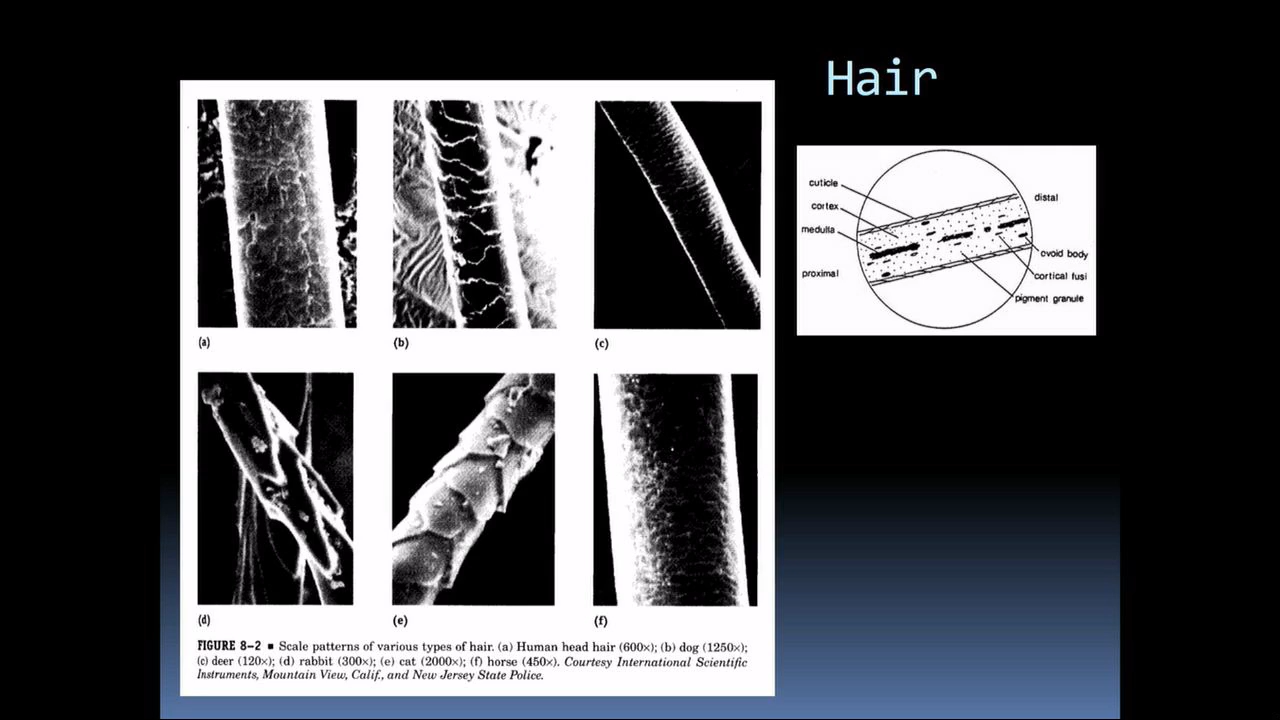 Hair
(a)
(b)
(c)
(d)
(e)
(f)
FIGURE 8–2 ■ Scale patterns of various types of hair. (a) Human head hair (600×); (b) dog (1250×);
(c) deer (120×); (d) rabbit (300×); (e) cat (2000×); (f) horse (450×). Courtesy International Scientific
Instruments, Mountain View, Calif., and New Jersey State Police.
cuticle
cortex
medulla
proximal
distal
ovoid body
cortical fusi
pigment granule